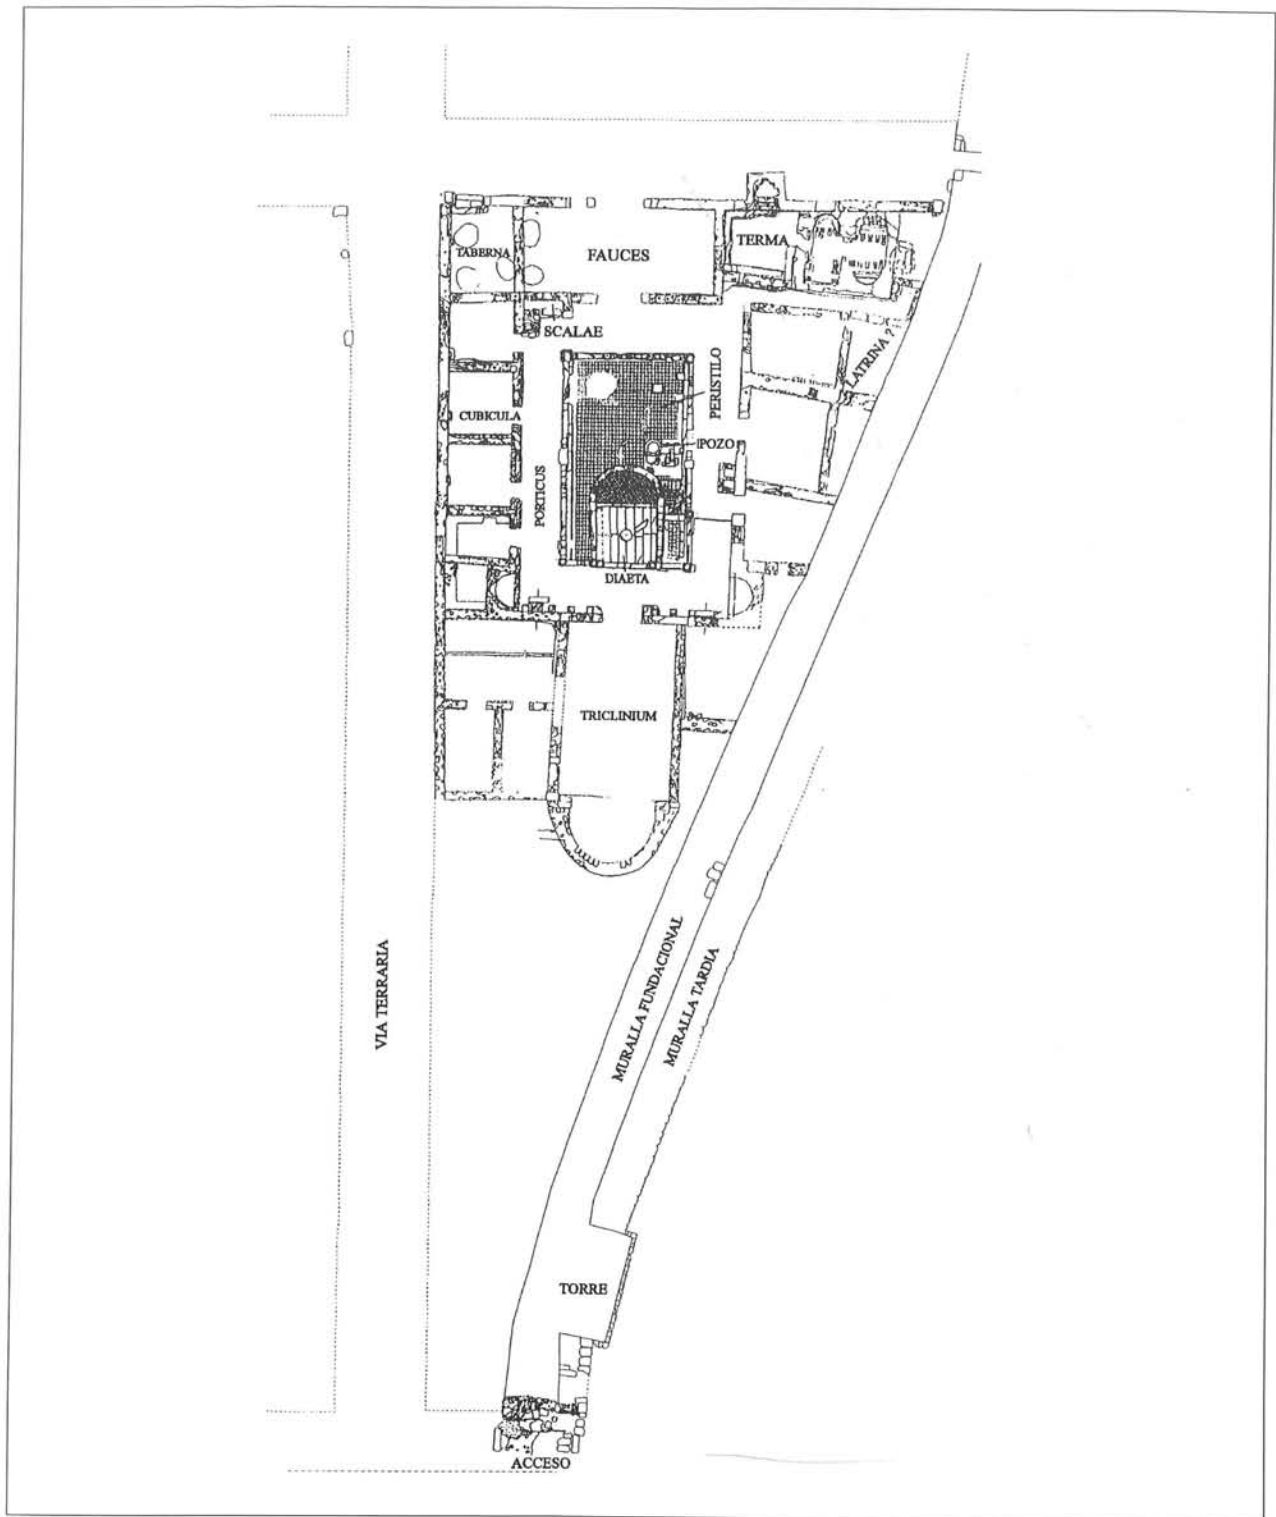 TABERNA
FAUCES
TERMA
SCALAE
LATRINA ?
PERISTILO
CUBICULA
POZO
PORTICUS
DIAETA
TRICLINIUM
VIA TERRARIA
MURALLA FUNDACIONAL
MURALLA TARDIA
TORRE
ACCESO